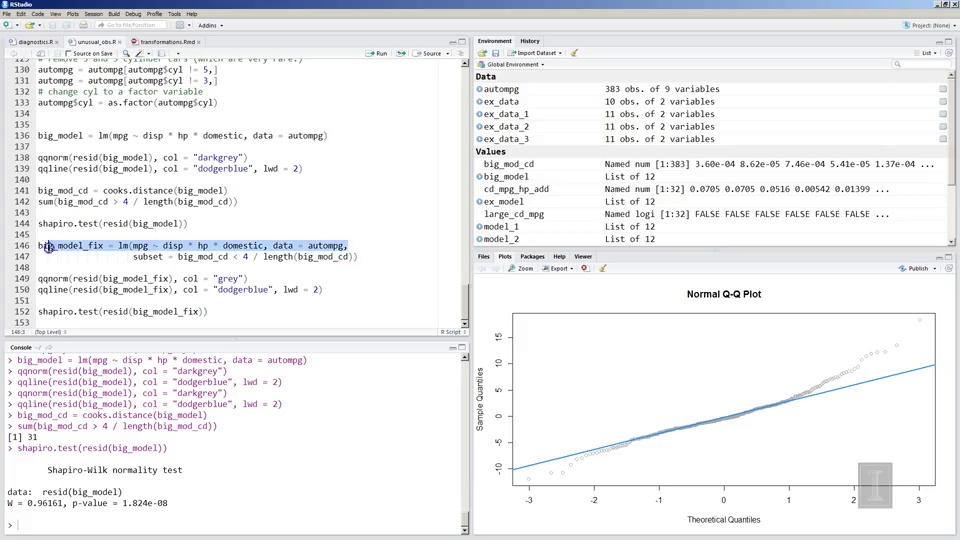 RStudio
File Edit Code View Plots Session Build Debug Profile Tools Help
Go to File/Function
Addins
Project: (None)
diagnostics.R
unusual_obs.R
transformations.Rmd
Source on Save
Run
Source
130 autompg = autompg[autompg$cyl != 5,]
131 autompg = autompg[autompg$cyl != 3,]
132 # change cyl to a factor variable
133 autompg$cyl = as.factor(autompg$cyl)
134
135
136 big_model = lm(mpg ~ disp * hp * domestic, data = autompg)
137
138 qqnorm(resid(big_model), col = "darkgrey")
139 qqline(resid(big_model), col = "dodgerblue", lwd = 2)
140
141 big_mod_cd = cooks.distance(big_model)
142 sum(big_mod_cd > 4 / length(big_mod_cd))
143
144 shapiro.test(resid(big_model))
145
146 big_model_fix = lm(mpg ~ disp * hp * domestic, data = autompg,
147 subset = big_mod_cd < 4 / length(big_mod_cd))
148
149 qqnorm(resid(big_model_fix), col = "grey")
150 qqline(resid(big_model_fix), col = "dodgerblue", lwd = 2)
151
152 shapiro.test(resid(big_model_fix))
153
146:3 (Top Level) R Script
Console
> big_model = lm(mpg ~ disp * hp * domestic, data = autompg)
> qqnorm(resid(big_model), col = "darkgrey")
> qqline(resid(big_model), col = "dodgerblue", lwd = 2)
> qqnorm(resid(big_model), col = "darkgrey")
> qqline(resid(big_model), col = "dodgerblue", lwd = 2)
> big_mod_cd = cooks.distance(big_model)
> sum(big_mod_cd > 4 / length(big_mod_cd))
[1] 31
> shapiro.test(resid(big_model))
Shapiro-Wilk normality test
data: resid(big_model)
W = 0.96161, p-value = 1.824e-08
>
Environment History
Import Dataset
List
Global Environment
Data
autompg 383 obs. of 9 variables
ex_data 10 obs. of 2 variables
ex_data_1 11 obs. of 2 variables
ex_data_2 11 obs. of 2 variables
ex_data_3 11 obs. of 2 variables
Values
big_mod_cd Named num [1:383] 3.60e-04 8.62e-05 7.46e-04 5.41e-05 1.37e-04 ...
big_model List of 12
cd_mpg_hp_add Named num [1:32] 0.0705 0.0705 0.0516 0.00542 0.01399 ...
ex_model List of 12
large_cd_mpg Named logi [1:32] FALSE FALSE FALSE FALSE FALSE FALSE ...
model_1 List of 12
model_2 List of 12
Files Plots Packages Help Viewer
Zoom Export Publish
Normal Q-Q Plot
Sample Quantiles
15
10
5
0
-5
-10
-3 -2 -1 0 1 2 3
Theoretical Quantiles